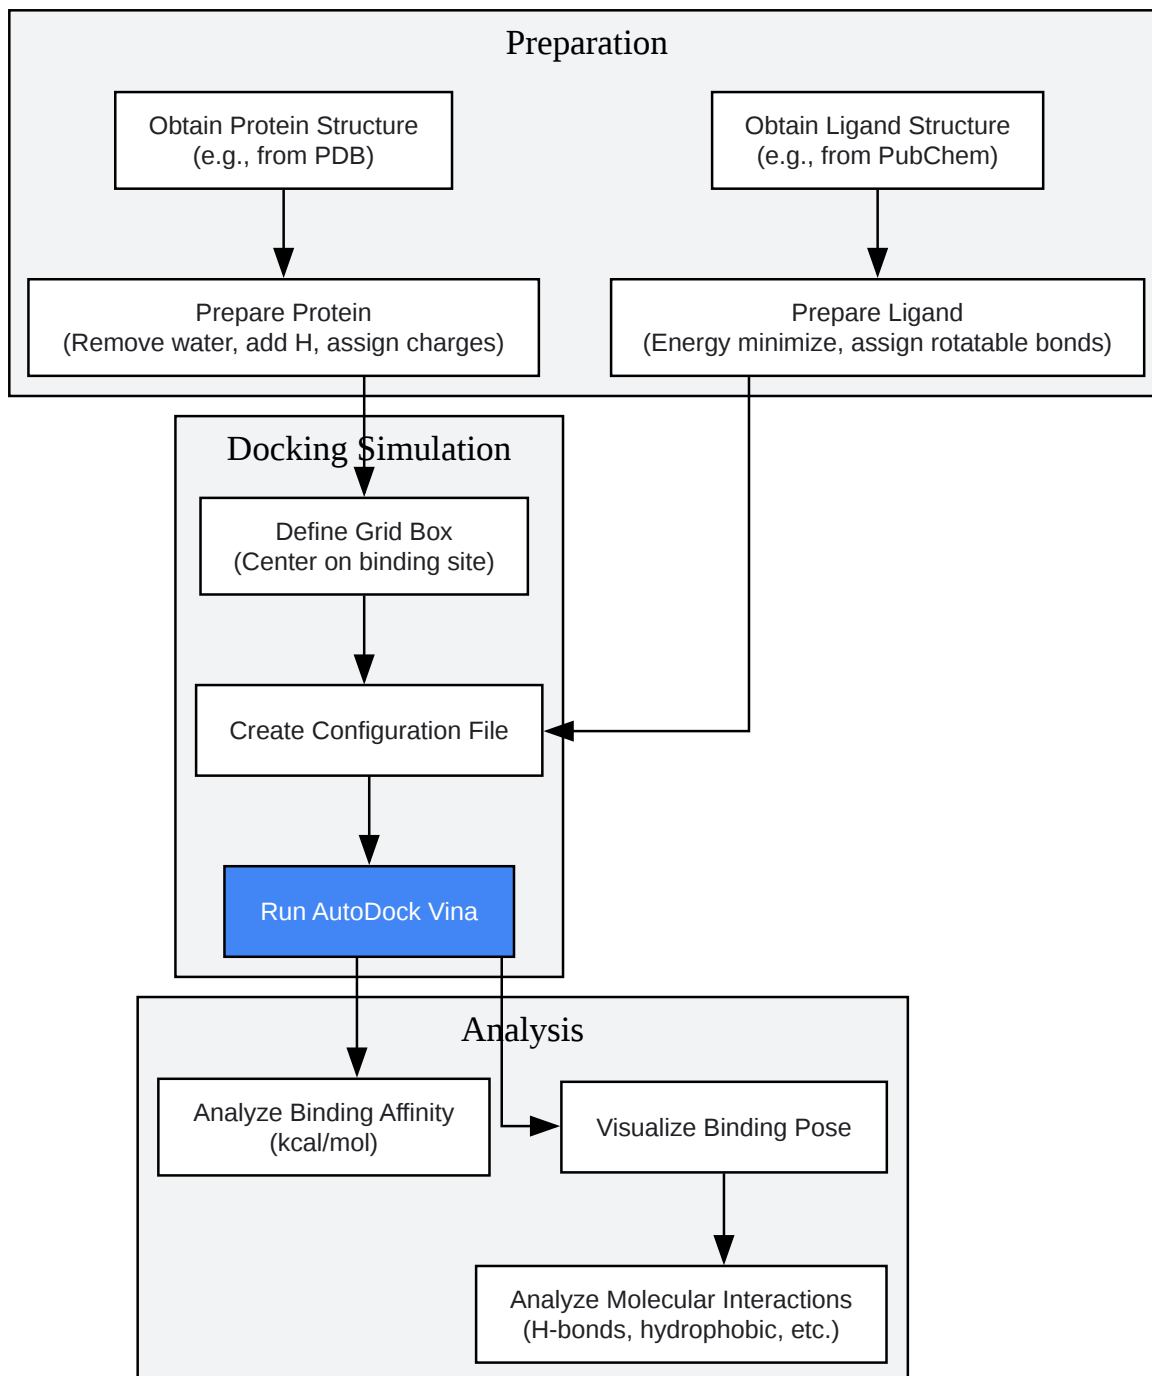 Preparation
Obtain Protein Structure
(e.g., from PDB)
Obtain Ligand Structure
(e.g., from PubChem)
Prepare Protein
(Remove water, add H, assign charges)
Prepare Ligand
(Energy minimize, assign rotatable bonds)
Docking Simulation
Define Grid Box
(Center on binding site)
Create Configuration File
Run AutoDock Vina
Analysis
Analyze Binding Affinity
(kcal/mol)
Visualize Binding Pose
Analyze Molecular Interactions
(H-bonds, hydrophobic, etc.)